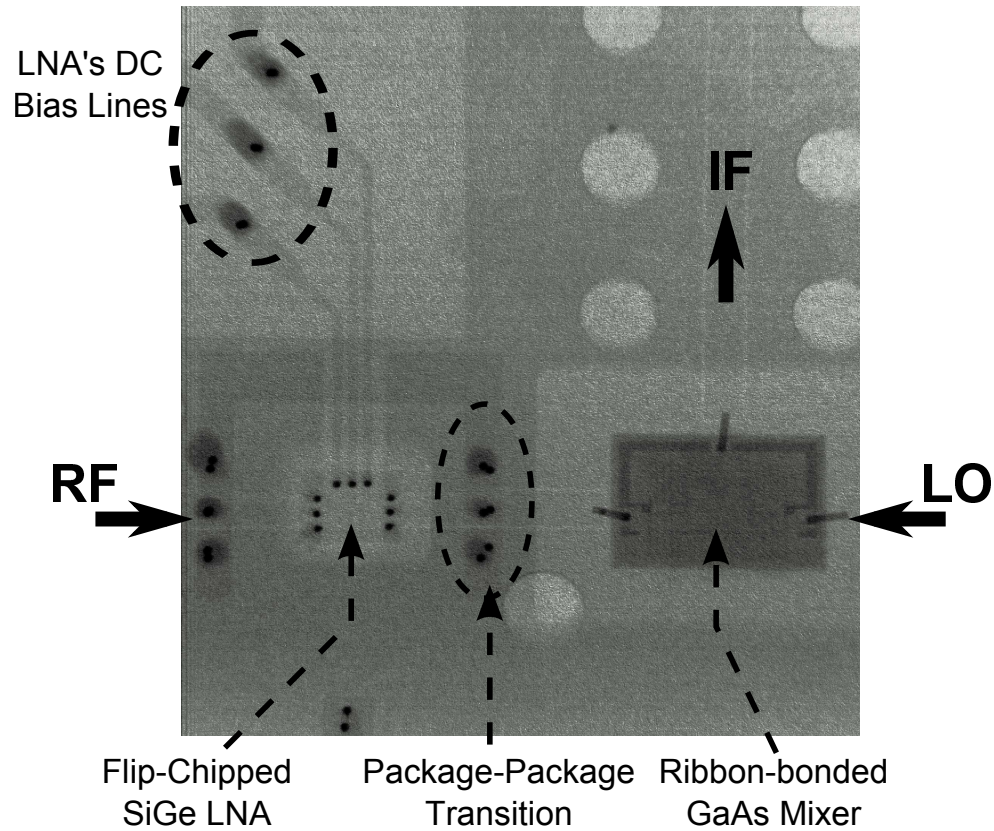 LNA's DC
Bias Lines
IF
RF
LO
Flip-Chipped
SiGe LNA
Package-Package
Transition
Ribbon-bonded
GaAs Mixer